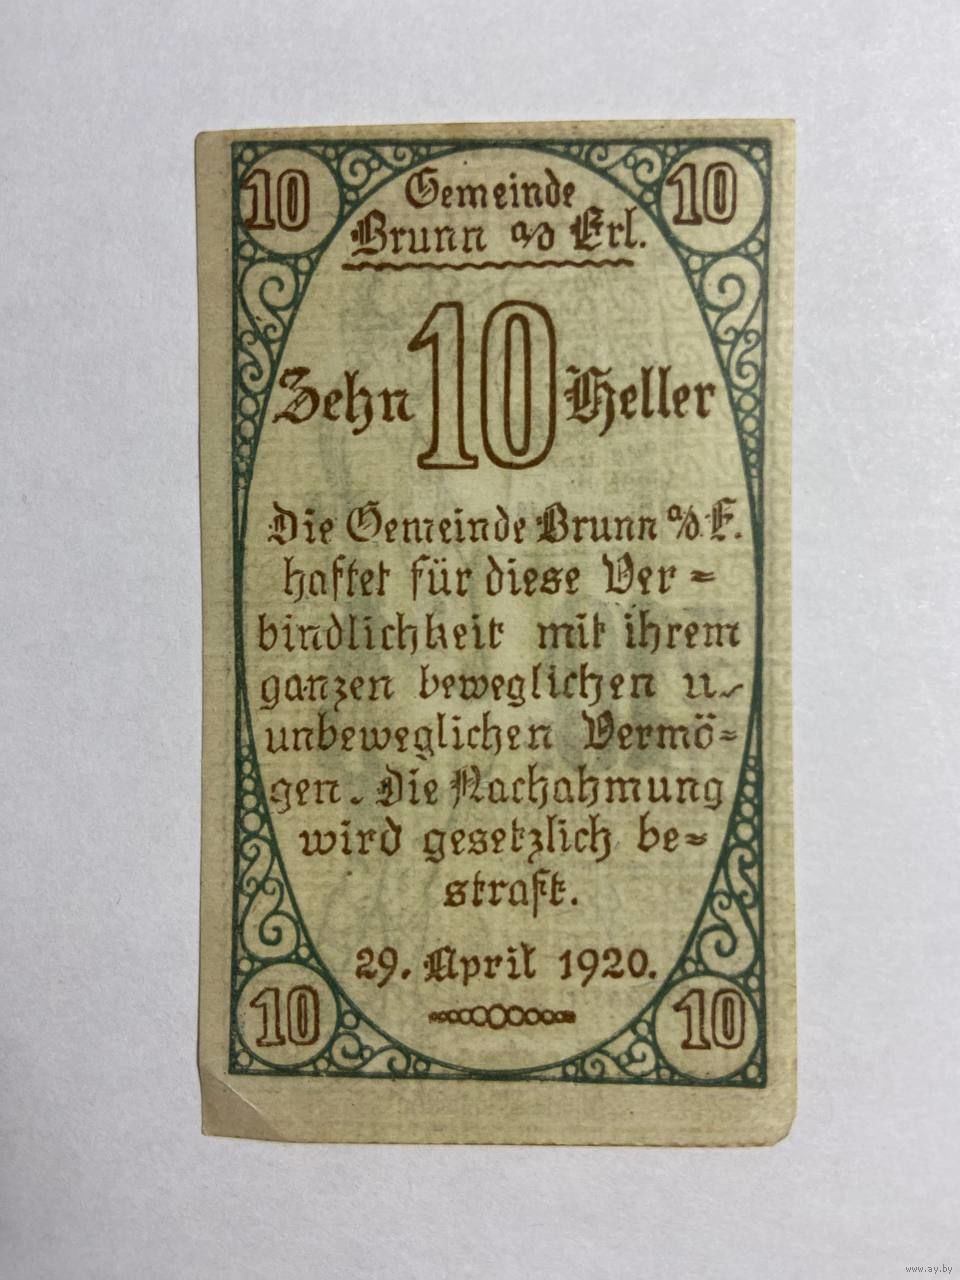 10 10
Gemeinde
Brunn a/d Erl.
Zehn 10 Heller
Die Gemeinde Brunn a/d. E.
haftet für diese Ver=
bindlichkeit mit ihrem
ganzen beweglichen u.
unbeweglichen Vermö=
gen. Die Nachahmung
wird gesetzlich be=
straft.
29. April 1920.
10 10
www.ay.by